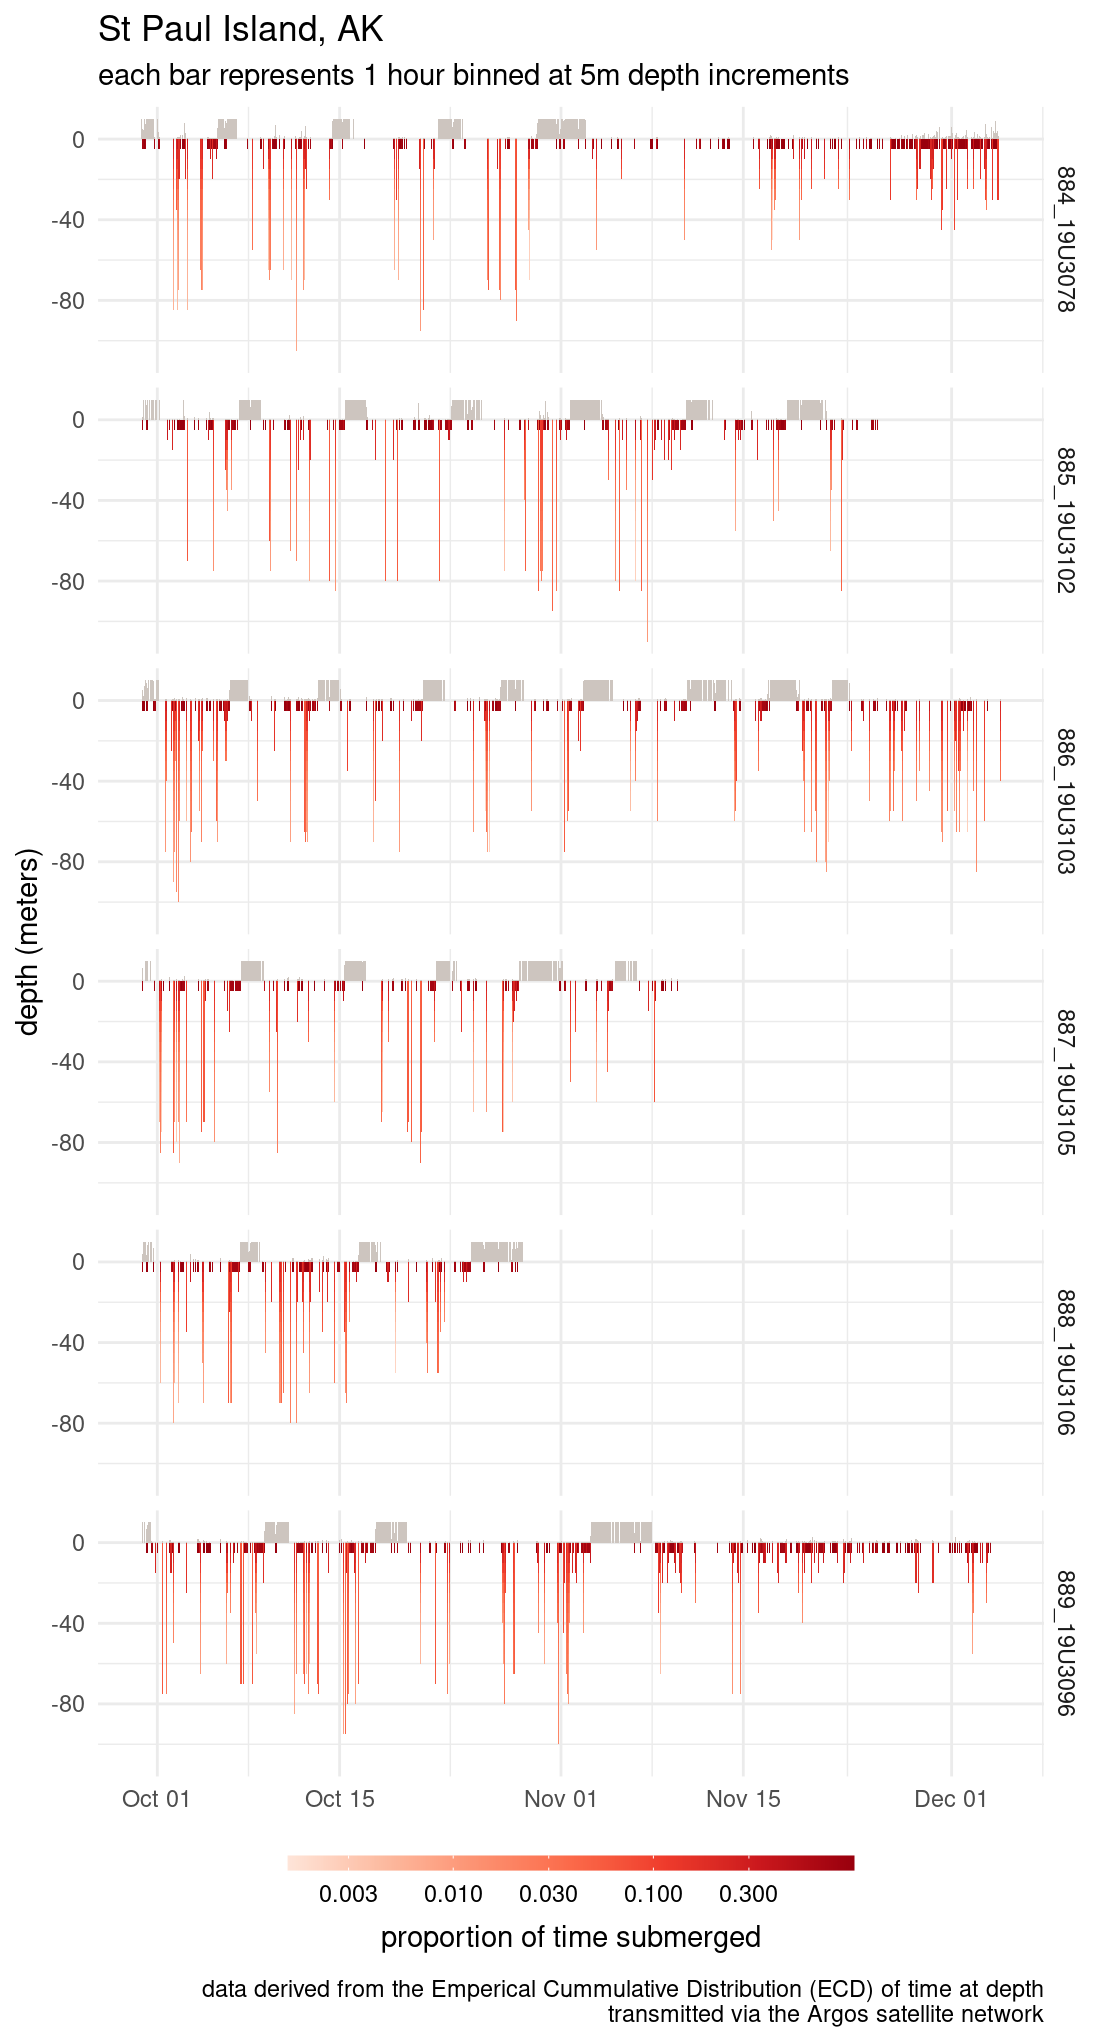 St Paul Island, AK
each bar represents 1 hour binned at 5m depth increments
0
-40
-80
884_19U3078
0
-40
-80
885_19U3102
0
-40
-80
886_19U3103
depth (meters)
0
-40
-80
887_19U3105
0
-40
-80
888_19U3106
0
-40
-80
889_19U3096
Oct 01 Oct 15 Nov 01 Nov 15 Dec 01
0.003 0.010 0.030 0.100 0.300
proportion of time submerged
data derived from the Emperical Cummulative Distribution (ECD) of time at depth
transmitted via the Argos satellite network